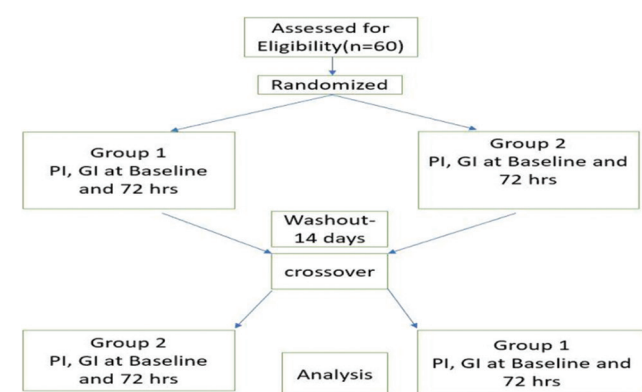 Assessed for
Eligibility(n=60)
Randomized
Group 1
PI, GI at Baseline
and 72 hrs
Group 2
PI, GI at Baseline and
72 hrs
Washout-
14 days
crossover
Group 2
PI, GI at Baseline
and 72 hrs
Analysis
Group 1
PI, GI at Baseline and
72 hrs